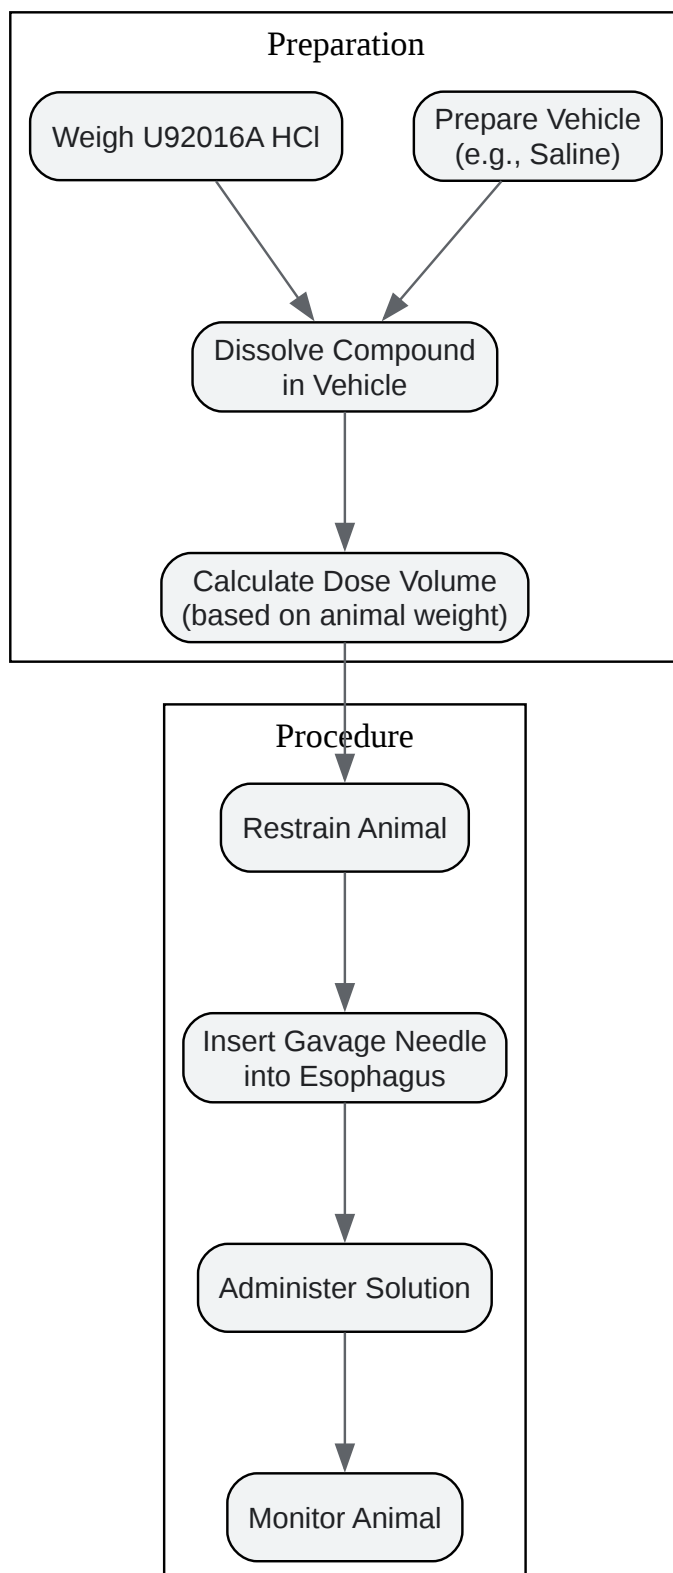 Preparation
Weigh U92016A HCl
Prepare Vehicle
(e.g., Saline)
Dissolve Compound
in Vehicle
Calculate Dose Volume
(based on animal weight)
Procedure
Restrain Animal
Insert Gavage Needle
into Esophagus
Administer Solution
Monitor Animal